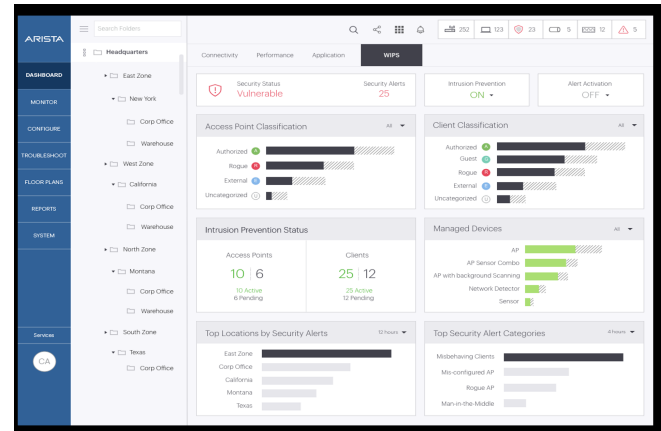 ARISTA
Search Folders
252
123
23
5
12
5
Headquarters
Connectivity
Performance
Application
WIPS
DASHBOARD
MONITOR
CONFIGURE
TROUBLESHOOT
FLOOR PLANS
REPORTS
SYSTEM
Services
CA
East Zone
New York
Corp Office
Warehouse
West Zone
California
Corp Office
Warehouse
North Zone
Montana
Corp Office
Warehouse
South Zone
Texas
Corp Office
Security Status
Vulnerable
Security Alerts
25
Intrusion Prevention
ON
Alert Activation
OFF
Access Point Classification
All
Authorized A
Rogue R
External E
Uncategorized U
Client Classification
All
Authorized A
Guest G
Rogue R
External E
Uncategorized U
Intrusion Prevention Status
Access Points
10 | 6
10 Active
6 Pending
Clients
25 | 12
25 Active
12 Pending
Managed Devices
All
AP
AP Sensor Combo
AP with background Scanning
Network Detector
Sensor
Top Locations by Security Alerts
12 hours
East Zone
Corp Office
California
Montana
Texas
Top Security Alert Categories
4 hours
Misbehaving Clients
Mis-configured AP
Rogue AP
Man-in-the-Middle